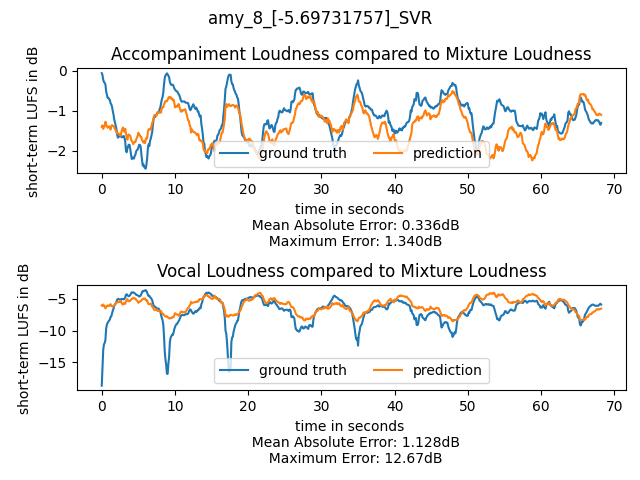 amy_8_[-5.69731757]_SVR
Accompaniment Loudness compared to Mixture Loudness
short-term LUFS in dB
0
−1
−2
ground truth
prediction
0 10 20 30 40 50 60 70
time in seconds
Mean Absolute Error: 0.336dB
Maximum Error: 1.340dB
Vocal Loudness compared to Mixture Loudness
short-term LUFS in dB
−5
−10
−15
ground truth
prediction
0 10 20 30 40 50 60 70
time in seconds
Mean Absolute Error: 1.128dB
Maximum Error: 12.67dB